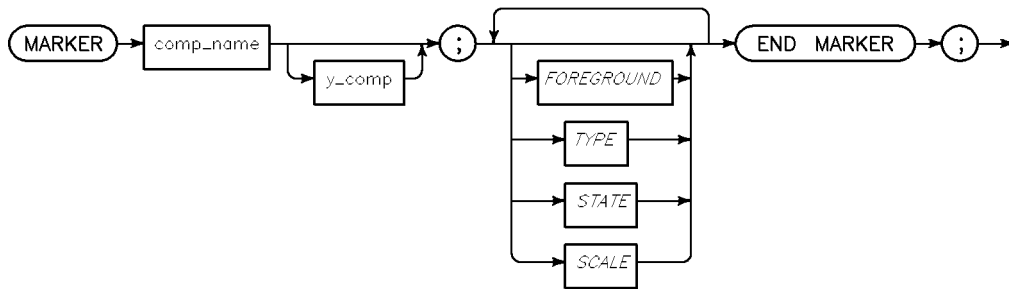 MARKER comp_name ; END MARKER ;
y_comp FOREGROUND
TYPE
STATE
SCALE